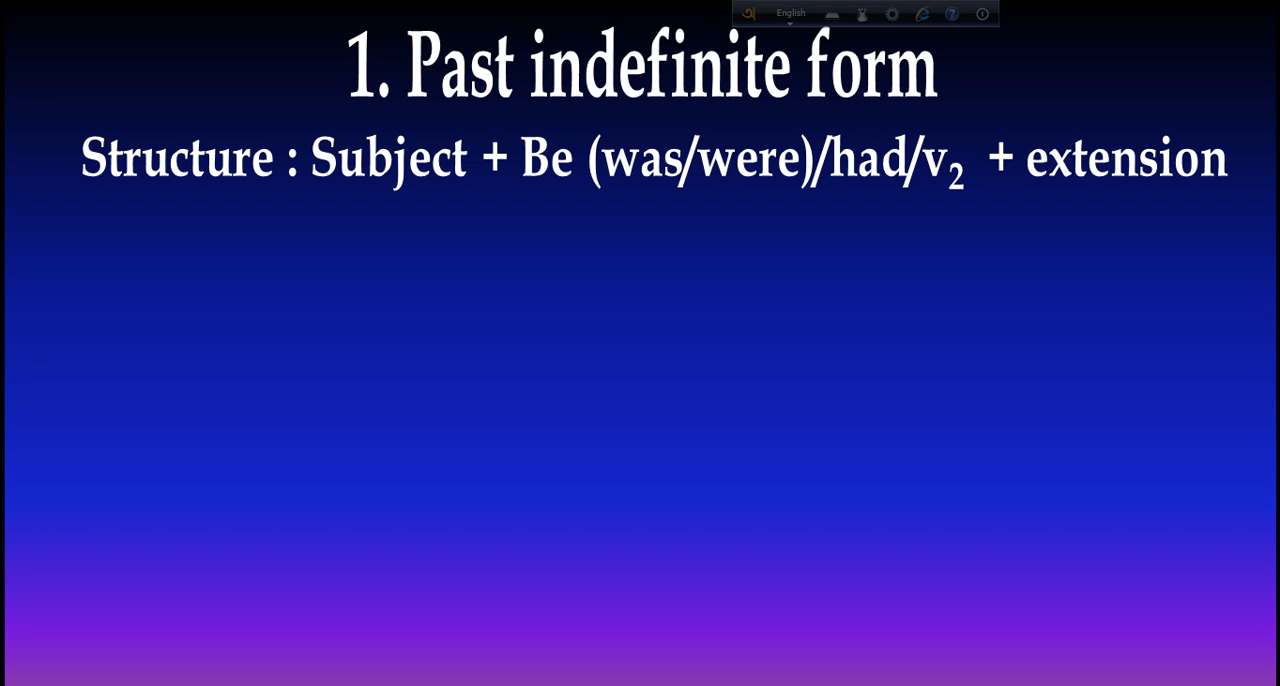 English
1. Past indefinite form
Structure : Subject + Be (was/were)/had/v₂ + extension